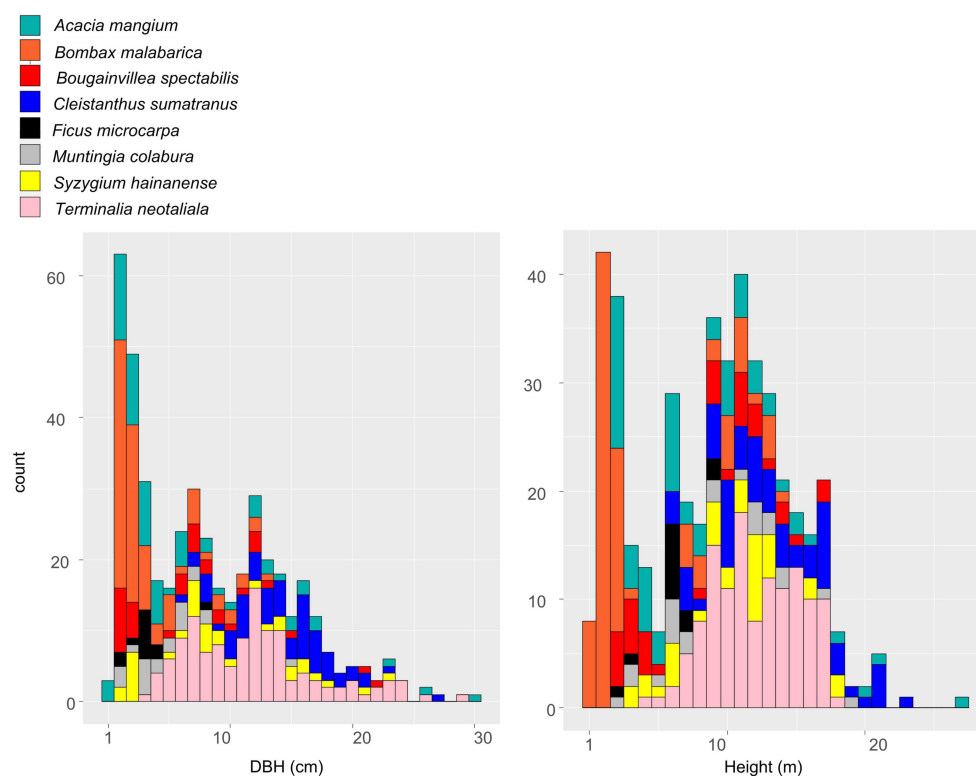 Acacia mangium
Bombax malabarica
Bougainvillea spectabilis
Cleistanthus sumatranus
Ficus microcarpa
Muntingia colabura
Syzygium hainanense
Terminalia neotaliala
60
40
20
0
count
1 10 20 30
DBH (cm)
40
30
20
10
0
1 10 20
Height (m)